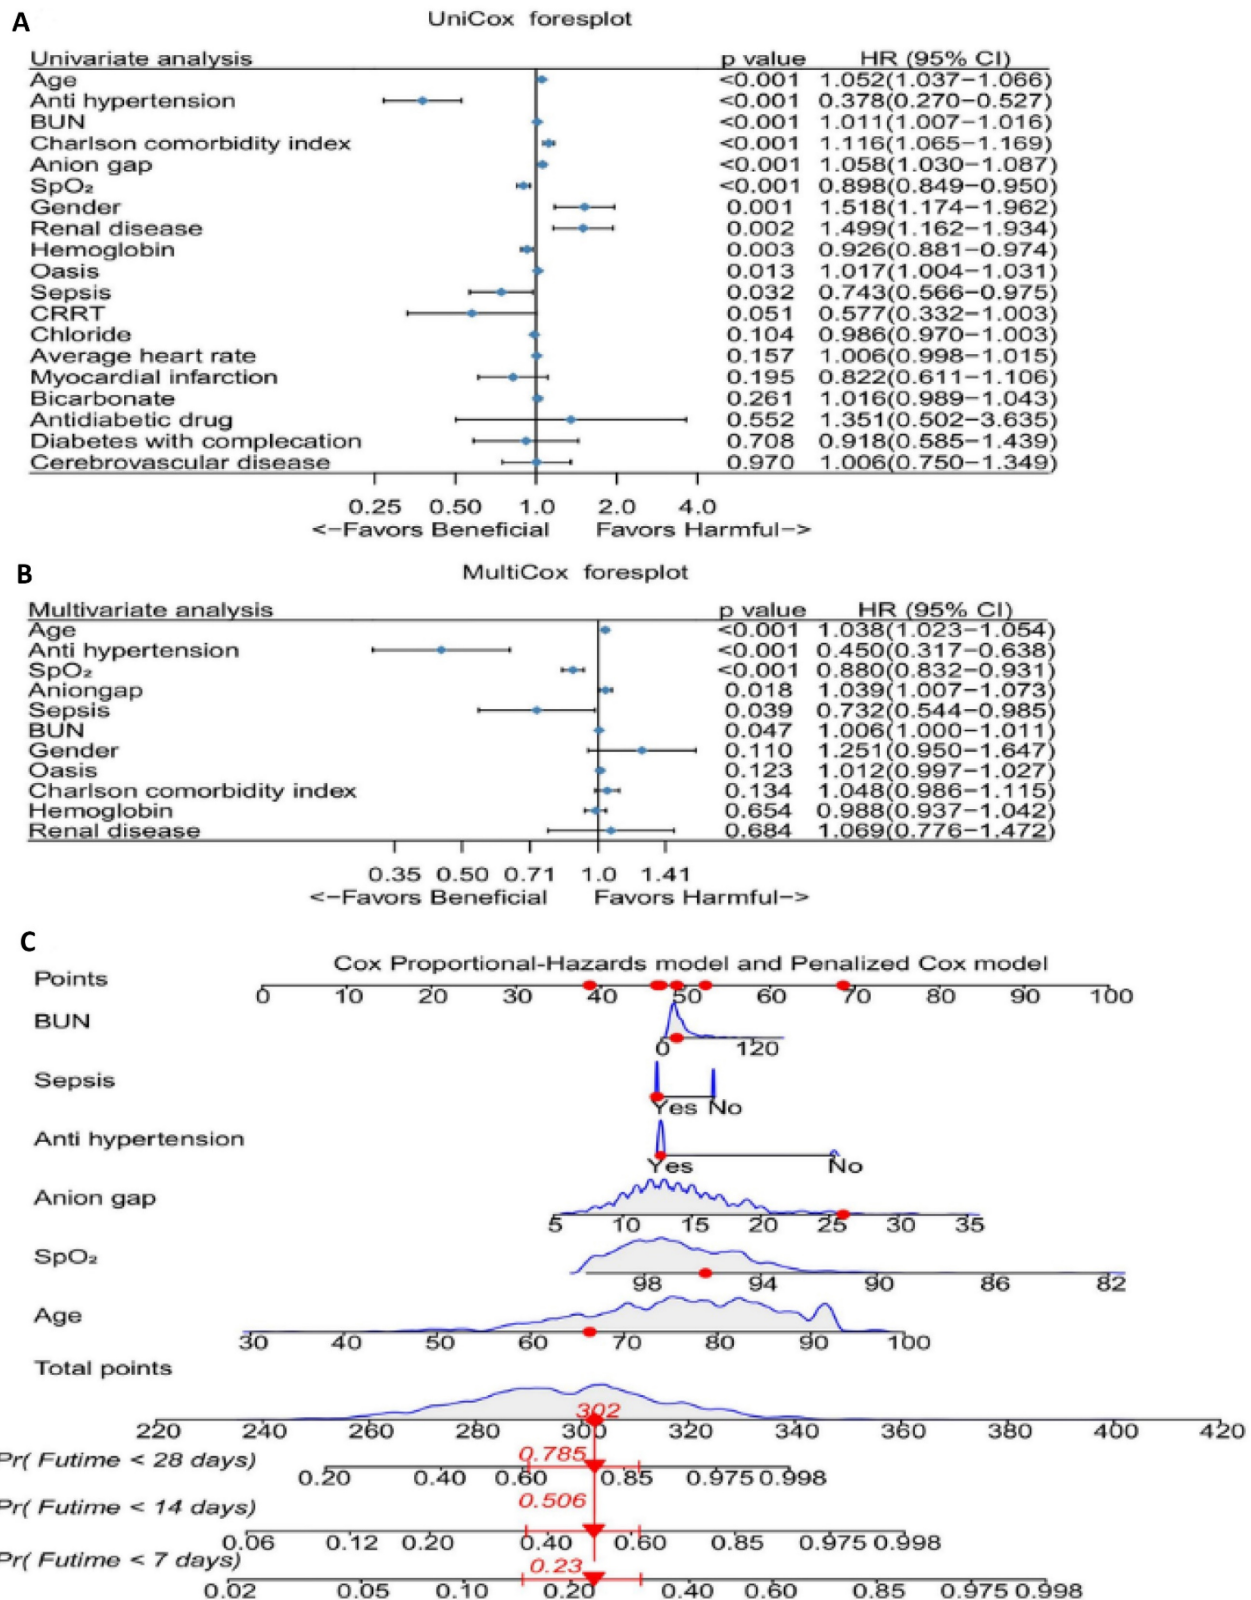 A
UniCox foresplot
Univariate analysis p value HR (95% CI)
Age <0.001 1.052(1.037−1.066)
Anti hypertension <0.001 0.378(0.270−0.527)
BUN <0.001 1.011(1.007−1.016)
Charlson comorbidity index <0.001 1.116(1.065−1.169)
Anion gap <0.001 1.058(1.030−1.087)
SpO₂ <0.001 0.898(0.849−0.950)
Gender 0.001 1.518(1.174−1.962)
Renal disease 0.002 1.499(1.162−1.934)
Hemoglobin 0.003 0.926(0.881−0.974)
Oasis 0.013 1.017(1.004−1.031)
Sepsis 0.032 0.743(0.566−0.975)
CRRT 0.051 0.577(0.332−1.003)
Chloride 0.104 0.986(0.970−1.003)
Average heart rate 0.157 1.006(0.998−1.015)
Myocardial infarction 0.195 0.822(0.611−1.106)
Bicarbonate 0.261 1.016(0.989−1.043)
Antidiabetic drug 0.552 1.351(0.502−3.635)
Diabetes with complecation 0.708 0.918(0.585−1.439)
Cerebrovascular disease 0.970 1.006(0.750−1.349)
0.25 0.50 1.0 2.0 4.0
<−Favors Beneficial Favors Harmful−>
B
MultiCox foresplot
Multivariate analysis p value HR (95% CI)
Age <0.001 1.038(1.023−1.054)
Anti hypertension <0.001 0.450(0.317−0.638)
SpO₂ <0.001 0.880(0.832−0.931)
Aniongap 0.018 1.039(1.007−1.073)
Sepsis 0.039 0.732(0.544−0.985)
BUN 0.047 1.006(1.000−1.011)
Gender 0.110 1.251(0.950−1.647)
Oasis 0.123 1.012(0.997−1.027)
Charlson comorbidity index 0.134 1.048(0.986−1.115)
Hemoglobin 0.654 0.988(0.937−1.042)
Renal disease 0.684 1.069(0.776−1.472)
0.35 0.50 0.71 1.0 1.41
<−Favors Beneficial Favors Harmful−>
C
Cox Proportional-Hazards model and Penalized Cox model
Points
0 10 20 30 40 50 60 70 80 90 100
BUN
0 120
Sepsis
Yes No
Anti hypertension
Yes No
Anion gap
5 10 15 20 25 30 35
SpO₂
98 94 90 86 82
Age
30 40 50 60 70 80 90 100
Total points
302
220 240 260 280 300 320 340 360 380 400 420
Pr( Futime < 28 days) 0.785
0.20 0.40 0.60 0.85 0.975 0.998
Pr( Futime < 14 days) 0.506
0.06 0.12 0.20 0.40 0.60 0.85 0.975 0.998
Pr( Futime < 7 days) 0.23
0.02 0.05 0.10 0.20 0.40 0.60 0.85 0.975 0.998